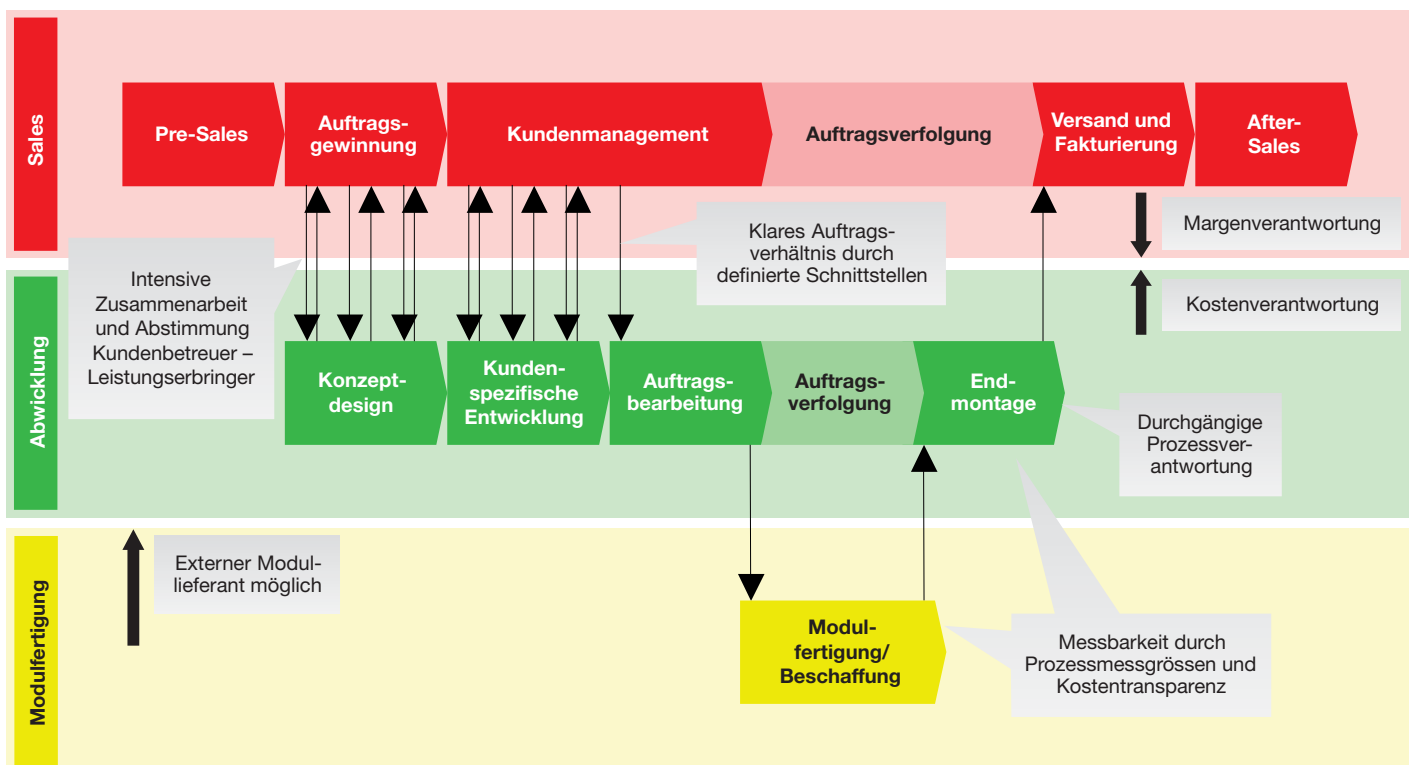 Sales
Pre-Sales
Auftrags-
gewinnung
Kundenmanagement
Auftragsverfolgung
Versand und
Fakturierung
After-
Sales
Klares Auftrags-
verhältnis durch
definierte Schnittstellen
Margenverantwortung
Intensive
Zusammenarbeit
und Abstimmung
Kundenbetreuer –
Leistungserbringer
Kostenverantwortung
Abwicklung
Konzept-
design
Kunden-
spezifische
Entwicklung
Auftrags-
bearbeitung
Auftrags-
verfolgung
End-
montage
Durchgängige
Prozessver-
antwortung
Modulfertigung
Externer Modul-
lieferant möglich
Modul-
fertigung/
Beschaffung
Messbarkeit durch
Prozessmessgrössen und
Kostentransparenz